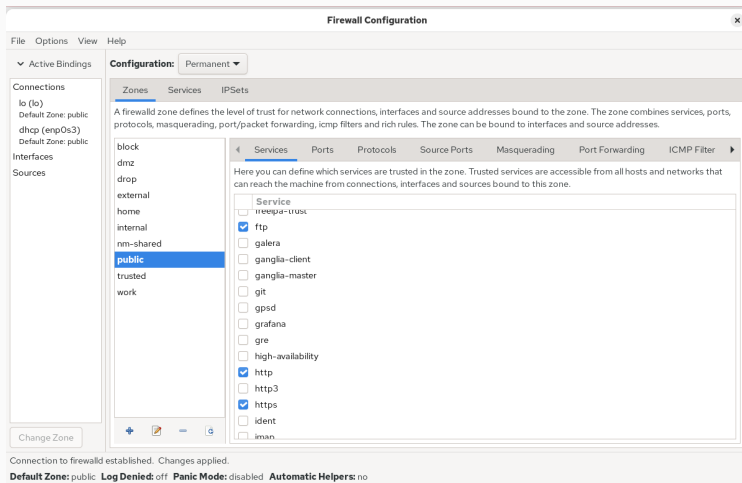 Firewall Configuration
File Options View Help
Active Bindings
Configuration: Permanent
Connections
lo (lo)
Default Zone: public
dhcp (enp0s3)
Default Zone: public
Interfaces
Sources
Change Zone
Zones Services IPSets
A firewall zone defines the level of trust for network connections, interfaces and source addresses bound to the zone. The zone combines services, ports,
protocols, masquerading, port/packet forwarding, icmp filters and rich rules. The zone can be bound to interfaces and source addresses.
block
dmz
drop
external
home
internal
nm-shared
public
trusted
work
Services Ports Protocols Source Ports Masquerading Port Forwarding ICMP Filter
Here you can define which services are trusted in the zone. Trusted services are accessible from all hosts and networks that
can reach the machine from connections, interfaces and sources bound to this zone.
Service
freeipa-trust
ftp
galera
ganglia-client
ganglia-master
git
gpsd
grafana
gre
high-availability
http
http3
https
ident
imap
Connection to firewalld established. Changes applied.
Default Zone: public Log Denied: off Panic Mode: disabled Automatic Helpers: no